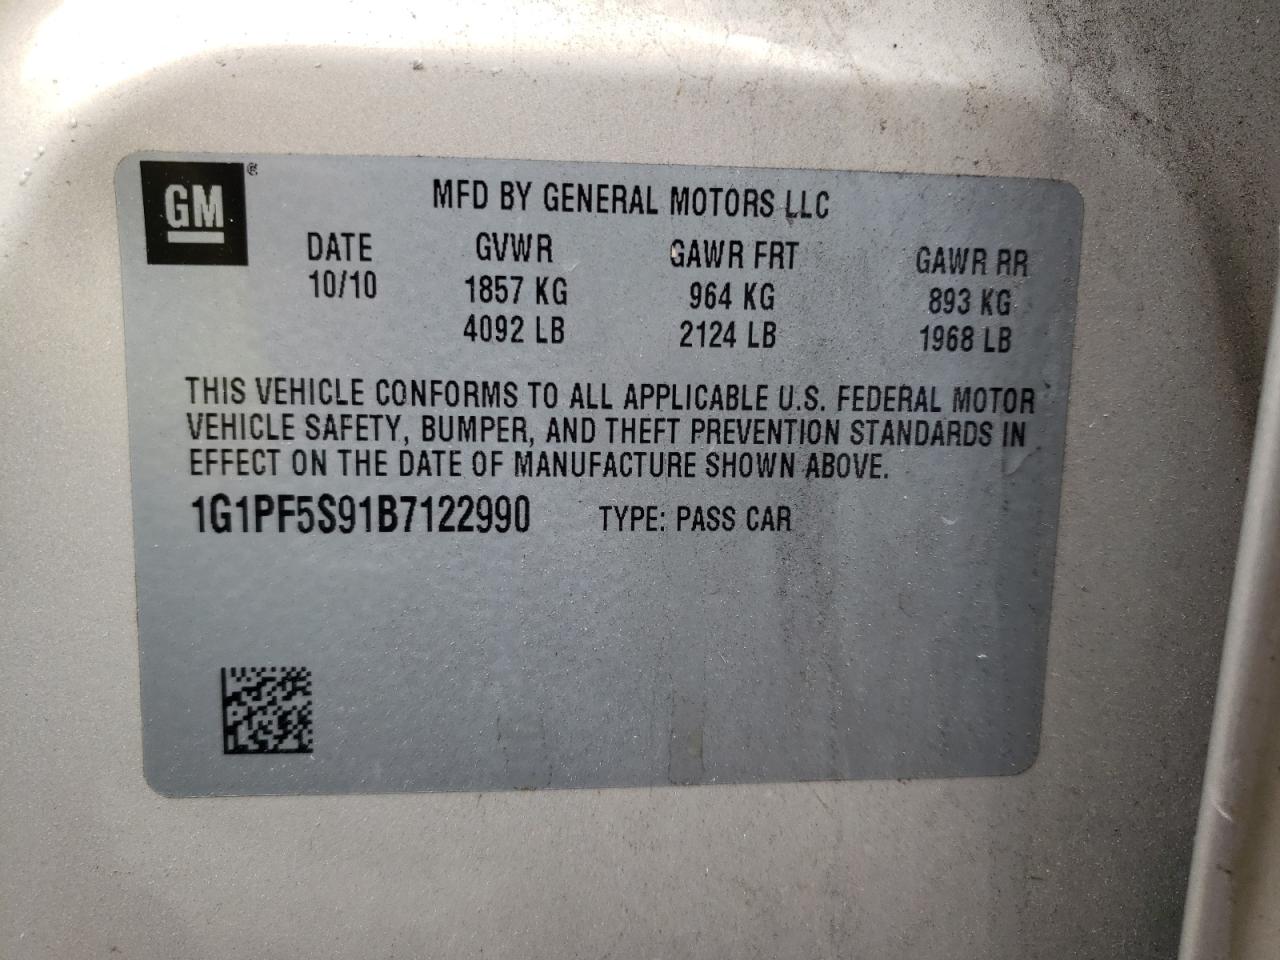 GM®
MFD BY GENERAL MOTORS LLC
DATE GVWR GAWR FRT GAWR RR
10/10 1857 KG 964 KG 893 KG
4092 LB 2124 LB 1968 LB
THIS VEHICLE CONFORMS TO ALL APPLICABLE U.S. FEDERAL MOTOR
VEHICLE SAFETY, BUMPER, AND THEFT PREVENTION STANDARDS IN
EFFECT ON THE DATE OF MANUFACTURE SHOWN ABOVE.
1G1PF5S91B7122990 TYPE: PASS CAR